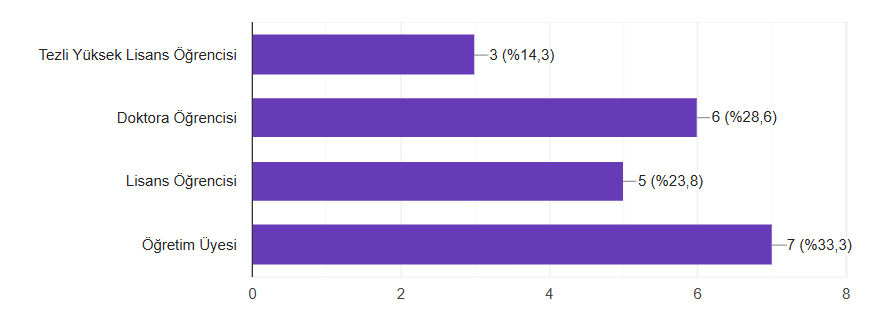 Tezli Yüksek Lisans Öğrencisi
3 (%14,3)
Doktora Öğrencisi
6 (%28,6)
Lisans Öğrencisi
5 (%23,8)
Öğretim Üyesi
7 (%33,3)
0 2 4 6 8